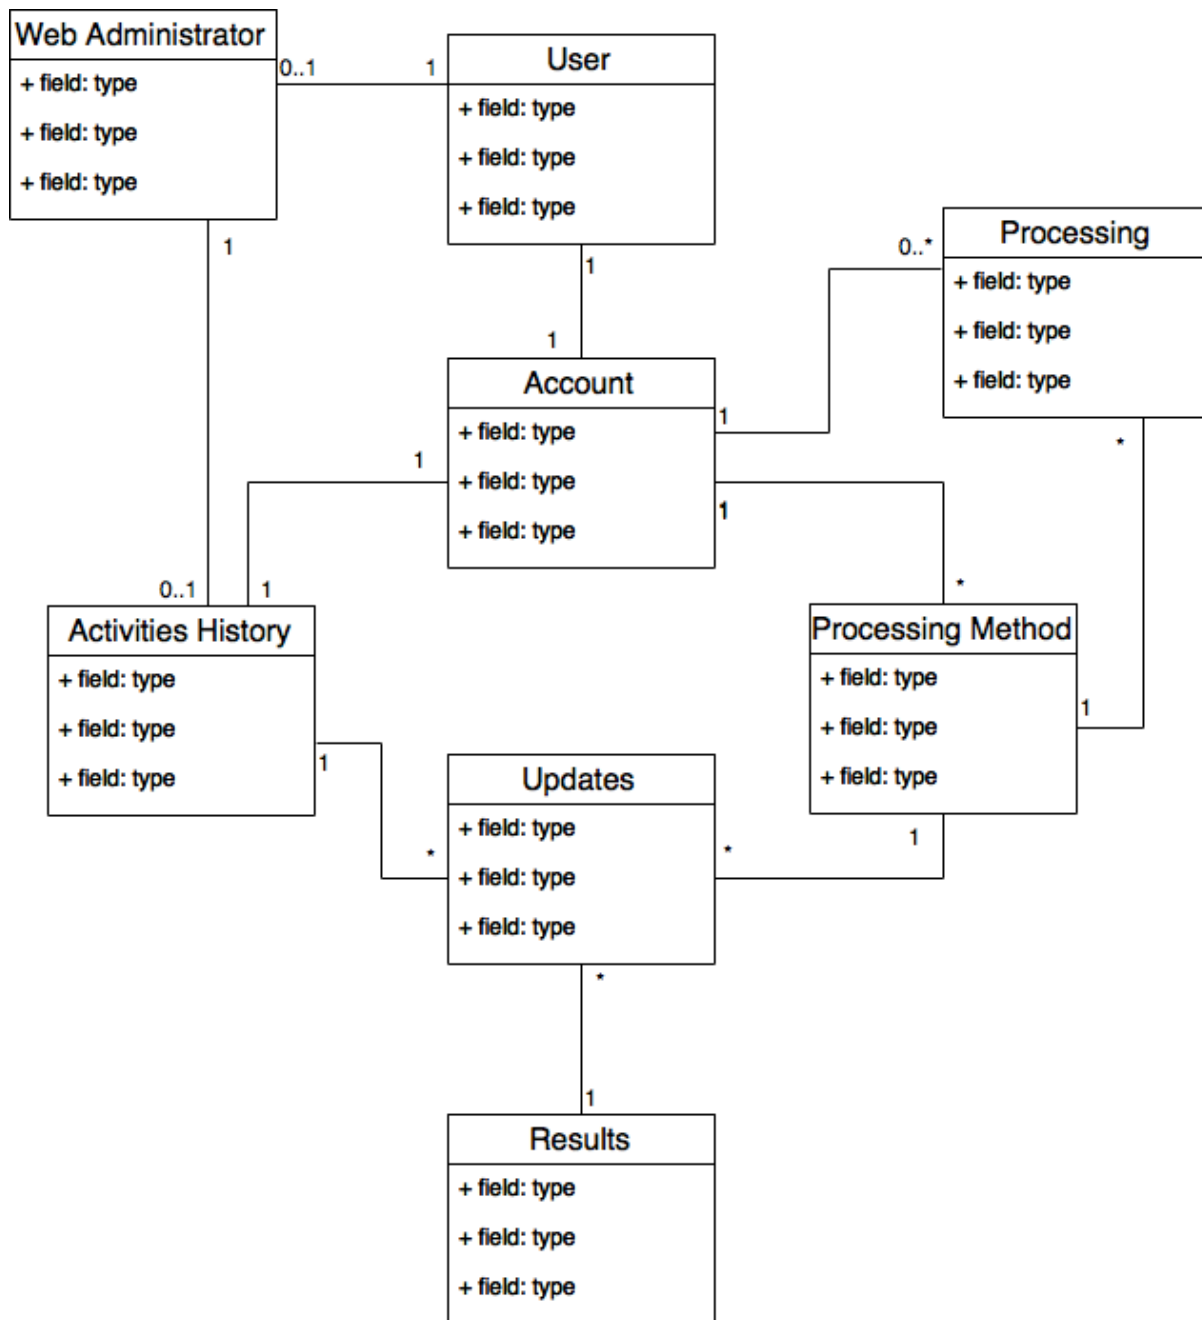 Web Administrator
+ field: type
+ field: type
+ field: type
0..1
1
User
+ field: type
+ field: type
+ field: type
1
1
1
0..*
Processing
+ field: type
+ field: type
+ field: type
*
Account
+ field: type
+ field: type
+ field: type
1
1
1
0..1
1
*
Activities History
+ field: type
+ field: type
+ field: type
1
Processing Method
+ field: type
+ field: type
+ field: type
1
1
Updates
+ field: type
+ field: type
+ field: type
*
*
*
1
Results
+ field: type
+ field: type
+ field: type